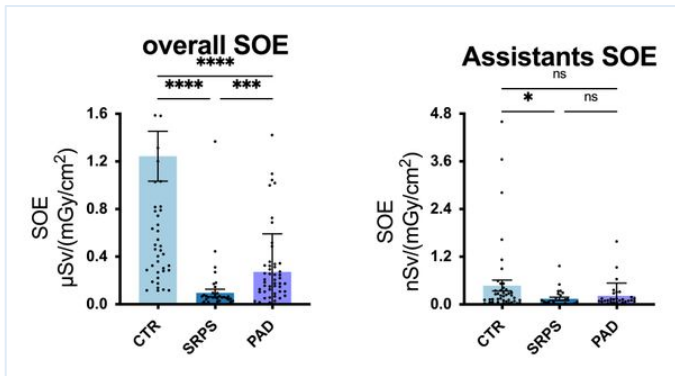 overall SOE
****
**** ***
SOE
µSv/(mGy/cm²)
1.6
1.2
0.8
0.4
0.0
CTR SRPS PAD
Assistants SOE
ns
* ns
SOE
nSv/(mGy/cm²)
4.8
3.6
2.4
1.2
0.0
CTR SRPS PAD